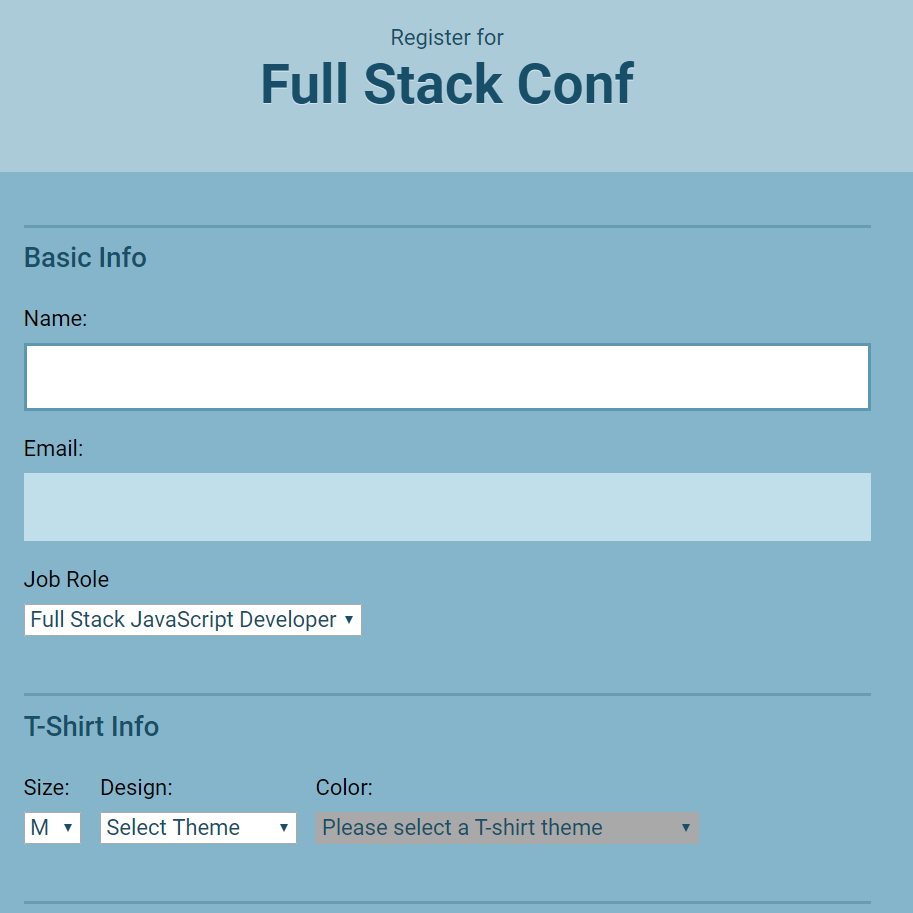 Register for
Full Stack Conf
Basic Info
Name:
Email:
Job Role
Full Stack JavaScript Developer
T-Shirt Info
Size: Design: Color:
M Select Theme Please select a T-shirt theme